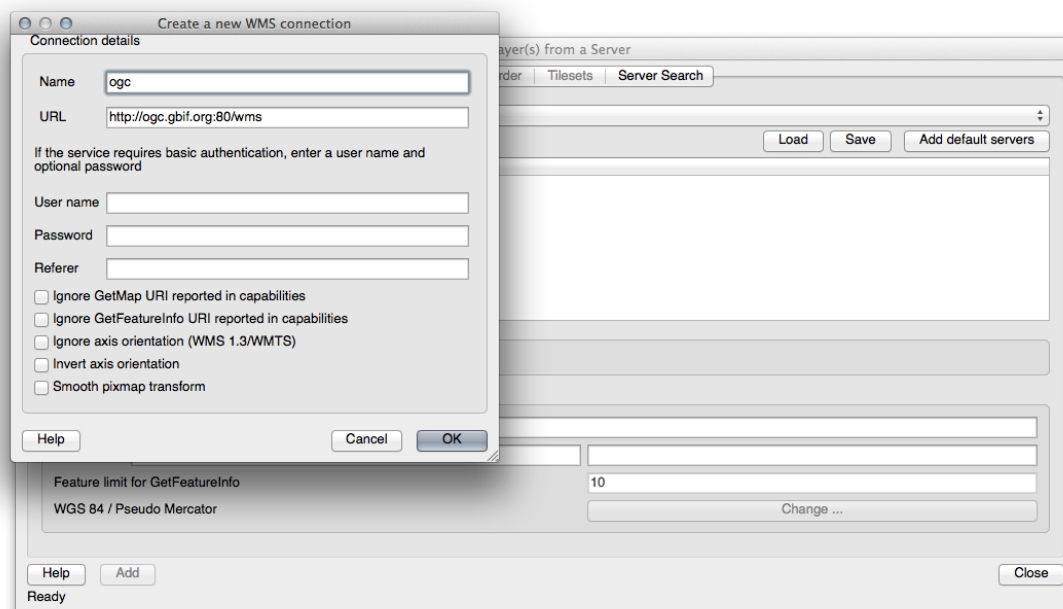 Create a new WMS connection
Connection details
Name ogc
URL http://ogc.gbif.org:80/wms
If the service requires basic authentication, enter a user name and
optional password
User name
Password
Referer
Ignore GetMap URI reported in capabilities
Ignore GetFeatureInfo URI reported in capabilities
Ignore axis orientation (WMS 1.3/WMTS)
Invert axis orientation
Smooth pixmap transform
Help Cancel OK
ayer(s) from a Server
rder Tilesets Server Search
Load Save Add default servers
Feature limit for GetFeatureInfo 10
WGS 84 / Pseudo Mercator Change ...
Help Add Close
Ready